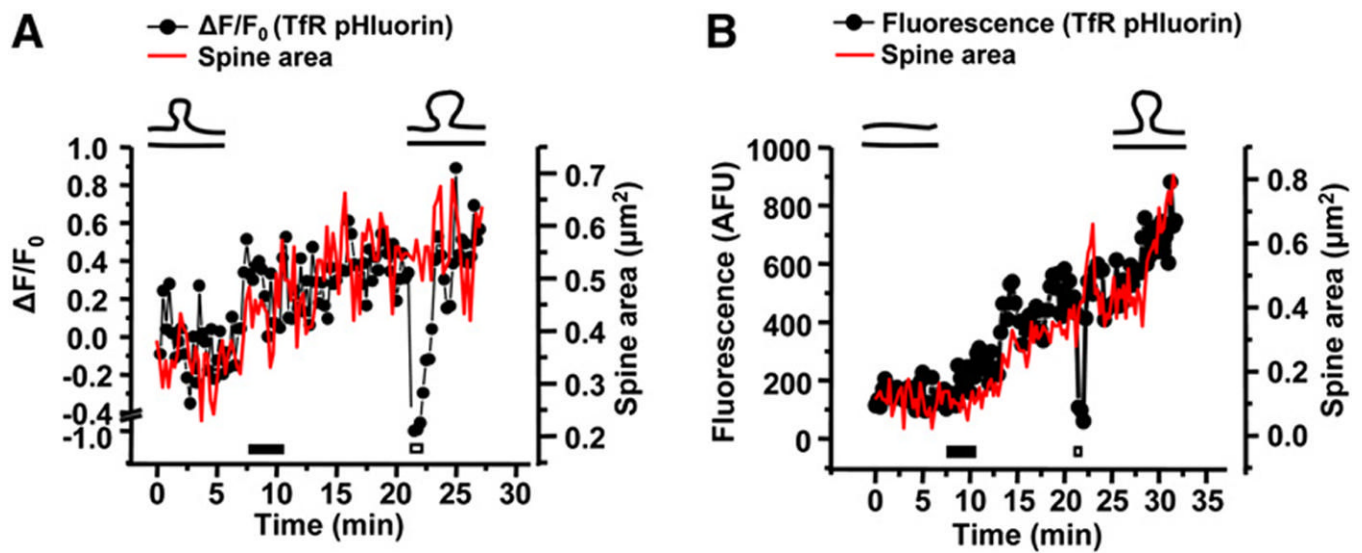 A
ΔF/F₀ (TfR pHluorin)
Spine area
1.0
0.8
0.6
0.4
0.2
0.0
-0.2
-0.4
-1.0
ΔF/F₀
0.7
0.6
0.5
0.4
0.3
0.2
Spine area (μm²)
0 5 10 15 20 25 30
Time (min)
B
Fluorescence (TfR pHluorin)
Spine area
1000
800
600
400
200
0
Fluorescence (AFU)
0.8
0.6
0.4
0.2
0.0
Spine area (μm²)
0 5 10 15 20 25 30 35
Time (min)